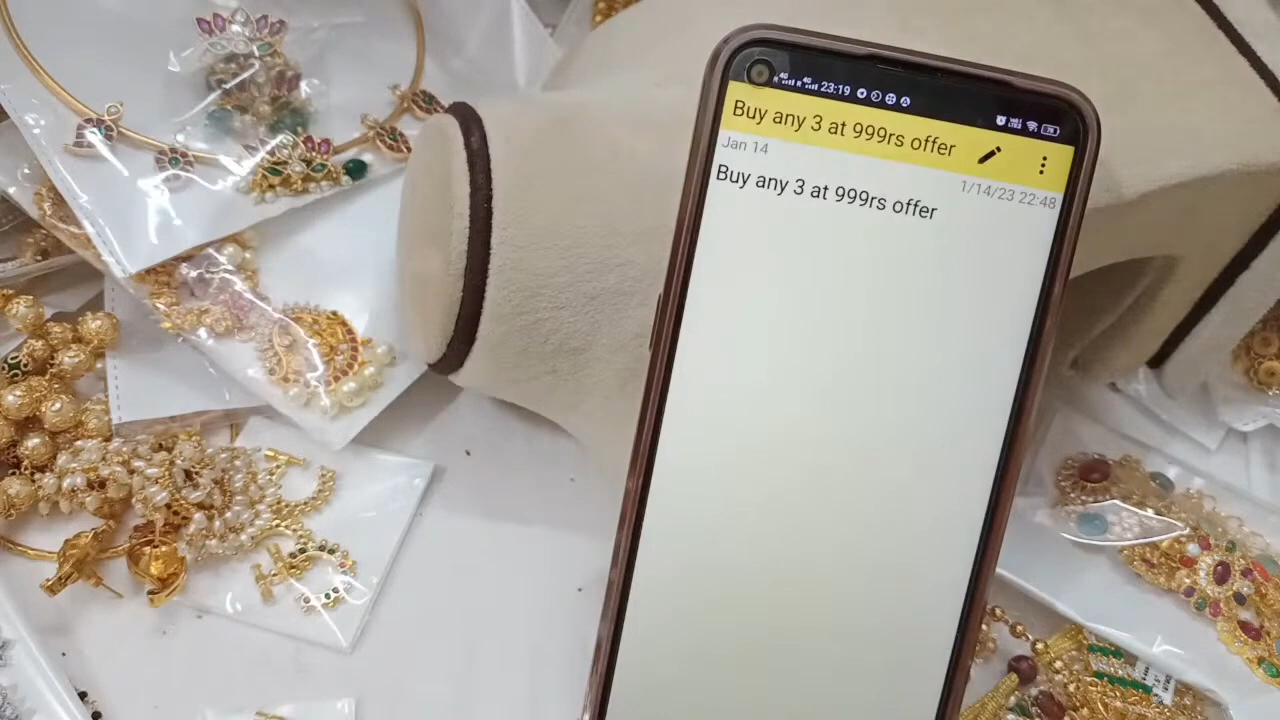 23:19
Buy any 3 at 999rs offer
Jan 14
1/14/23 22:48
Buy any 3 at 999rs offer